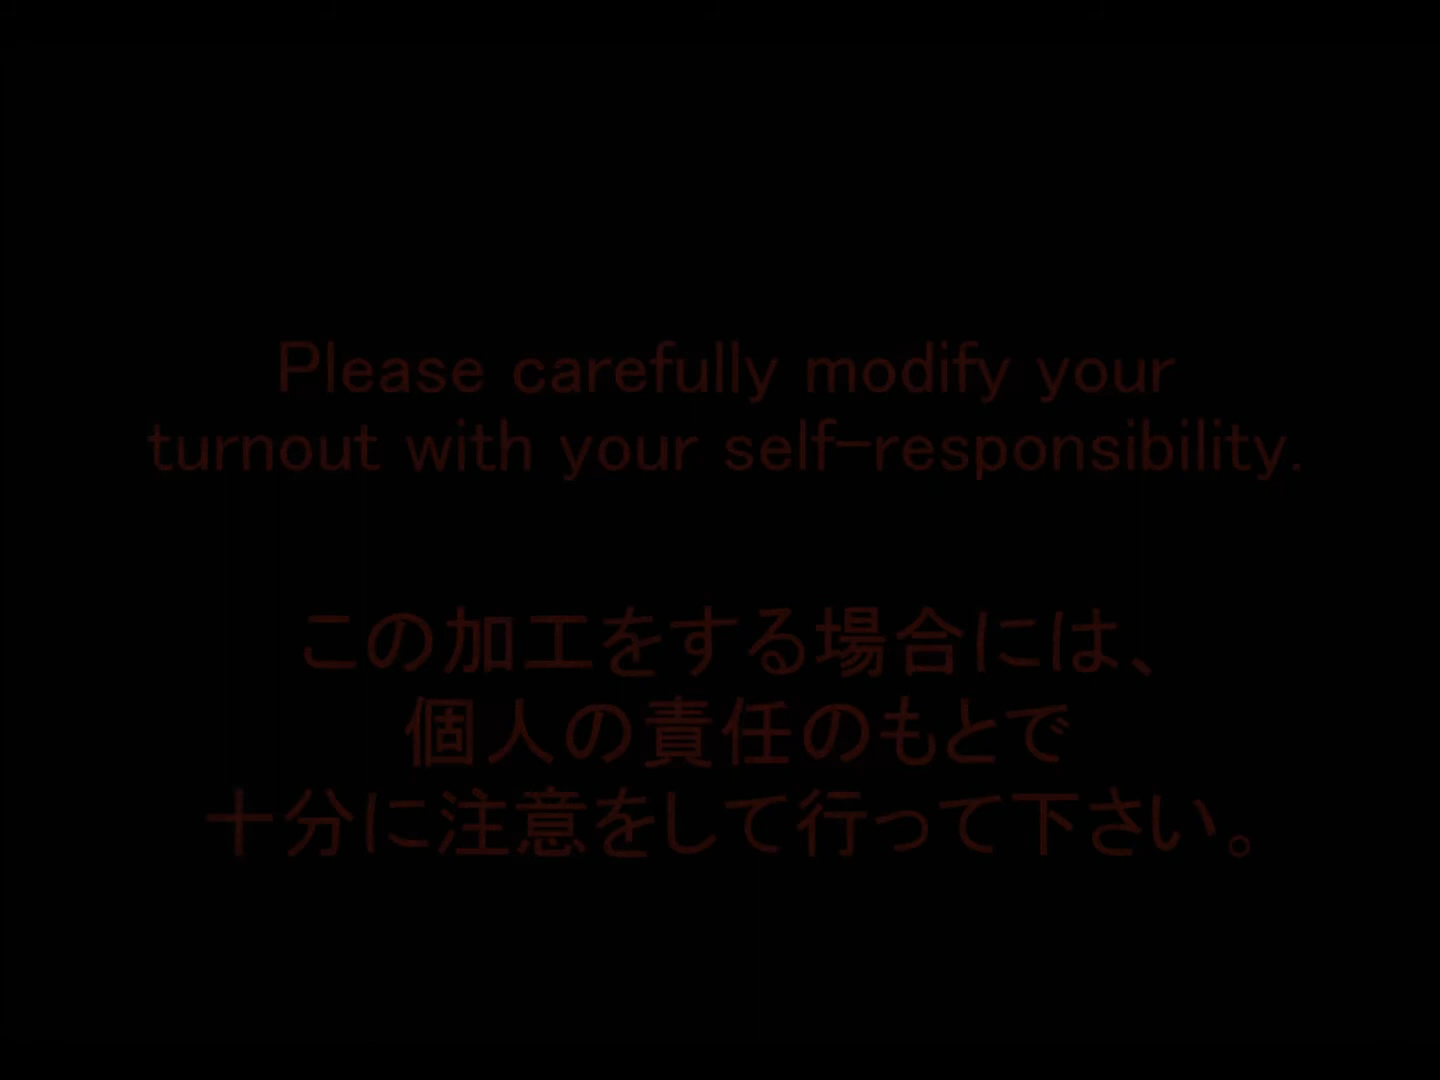 Please carefully modify your
turnout with your self-responsibility.
この加工をする場合には、
個人の責任のもとで
十分に注意をして行って下さい。